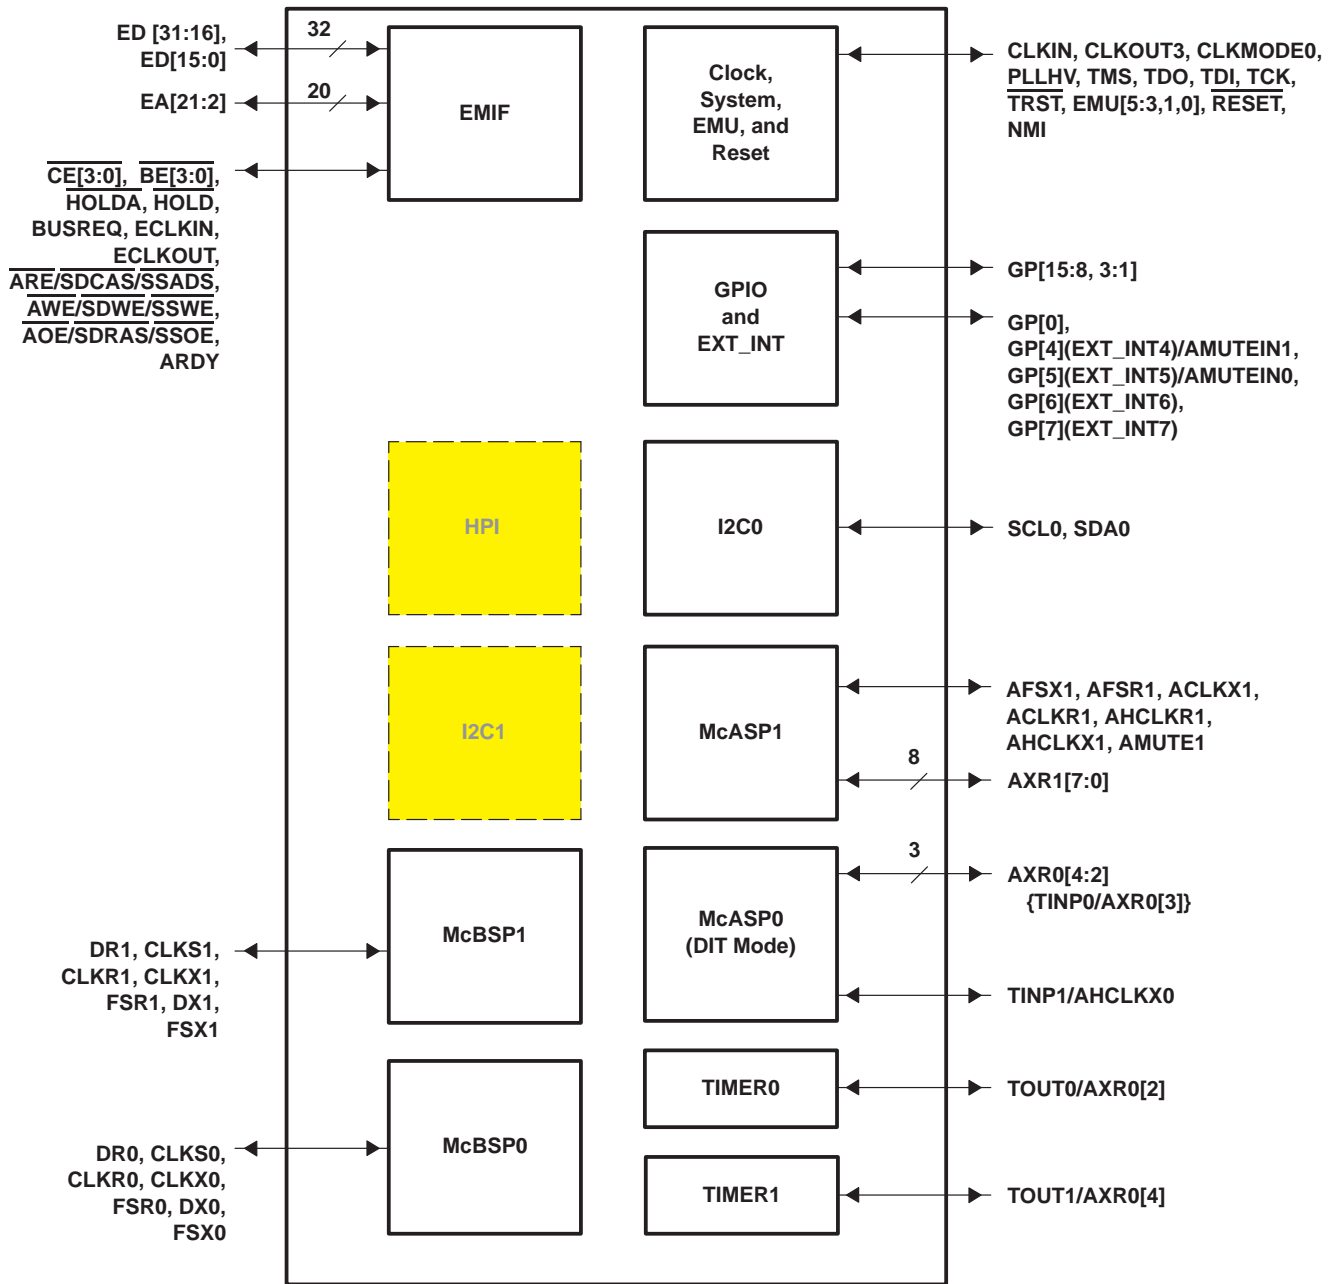 ED [31:16],
ED[15:0]
32
EA[21:2]
20
EMIF
CE[3:0], BE[3:0],
HOLDA, HOLD,
BUSREQ, ECLKIN,
ECLKOUT,
ARE/SDCAS/SSADS,
AWE/SDWE/SSWE,
AOE/SDRAS/SSOE,
ARDY
Clock,
System,
EMU, and
Reset
CLKIN, CLKOUT3, CLKMODE0,
PLLHV, TMS, TDO, TDI, TCK,
TRST, EMU[5:3,1,0], RESET,
NMI
GPIO
and
EXT_INT
GP[15:8, 3:1]
GP[0],
GP[4](EXT_INT4)/AMUTEIN1,
GP[5](EXT_INT5)/AMUTEIN0,
GP[6](EXT_INT6),
GP[7](EXT_INT7)
HPI
I2C0
SCL0, SDA0
I2C1
McASP1
AFSX1, AFSR1, ACLKX1,
ACLKR1, AHCLKR1,
AHCLKX1, AMUTE1
8
AXR1[7:0]
McBSP1
DR1, CLKS1,
CLKR1, CLKX1,
FSR1, DX1,
FSX1
McASP0
(DIT Mode)
3
AXR0[4:2]
{TINP0/AXR0[3]}
TINP1/AHCLKX0
McBSP0
DR0, CLKS0,
CLKR0, CLKX0,
FSR0, DX0,
FSX0
TIMER0
TOUT0/AXR0[2]
TIMER1
TOUT1/AXR0[4]